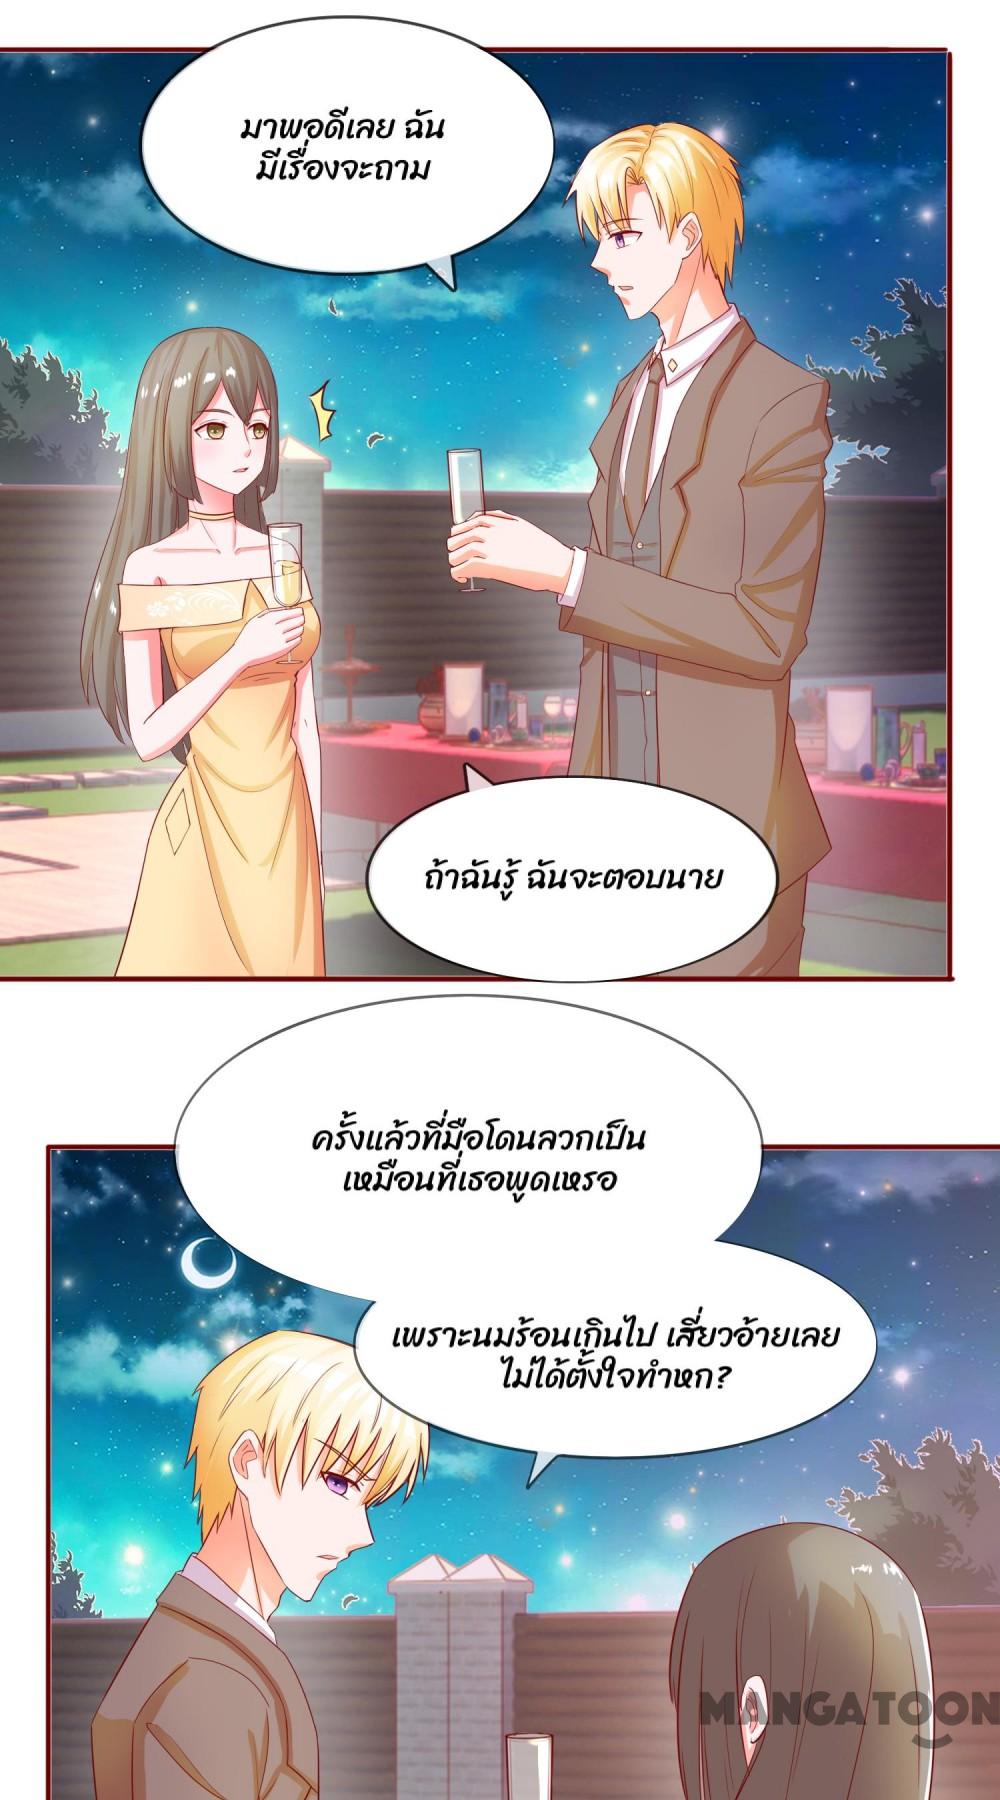 มาพอดีเลย ฉัน
มีเรื่องจะถาม
ถ้าฉันรู้ ฉันจะตอบนาย
ครั้งแล้วที่มือโดนลวกเป็น
เหมือนที่เธอพูดเหรอ
เพราะนมร้อนเกินไป เสี่ยวอ้ายเลย
ไม่ได้ตั้งใจทำหก?
MANGATOON